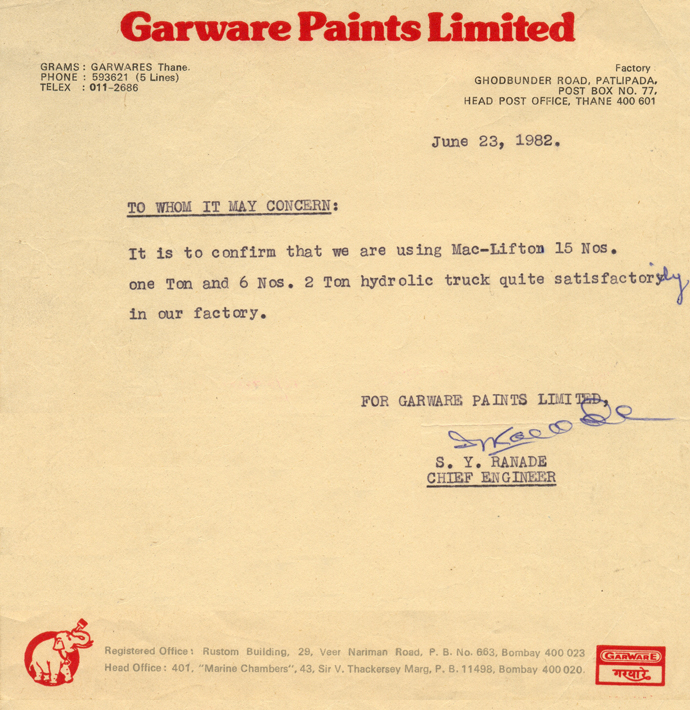 Garware Paints Limited
GRAMS : GARWARES Thane.
PHONE : 593621 (5 Lines)
TELEX : 011-2686
Factory
GHODBUNDER ROAD, PATLIPADA,
POST BOX NO. 77,
HEAD POST OFFICE, THANE 400 601
June 23, 1982.
TO WHOM IT MAY CONCERN:
It is to confirm that we are using Mac-Lifton 15 Nos.
one Ton and 6 Nos. 2 Ton hydrolic truck quite satisfactorily
in our factory.
FOR GARWARE PAINTS LIMITED,
S. Y. RANADE
CHIEF ENGINEER
Registered Office : Rustom Building, 29, Veer Nariman Road, P. B. No. 663, Bombay 400 023
Head Office : 401, "Marine Chambers", 43, Sir V. Thackersey Marg, P. B. 11498, Bombay 400 020.
GARWARE
गरवारे